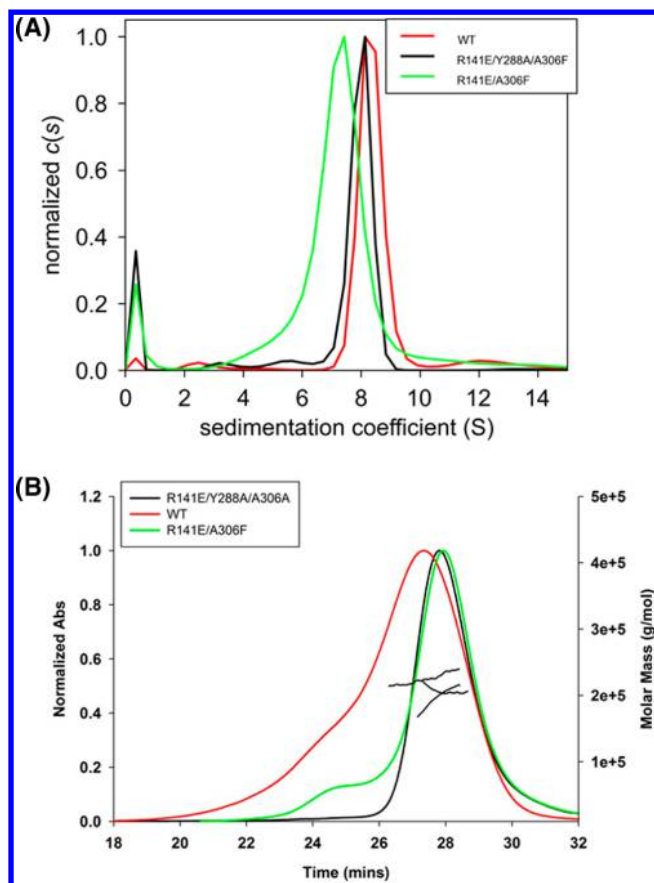 (A)
WT
R141E/Y288A/A306F
R141E/A306F
normalized c(s)
1.0
0.8
0.6
0.4
0.2
0.0
0 2 4 6 8 10 12 14
sedimentation coefficient (S)
(B)
R141E/Y288A/A306A
WT
R141E/A306F
Normalized Abs
1.2
1.0
0.8
0.6
0.4
0.2
0.0
5e+5
4e+5
3e+5
2e+5
1e+5
Molar Mass (g/mol)
18 20 22 24 26 28 30 32
Time (mins)